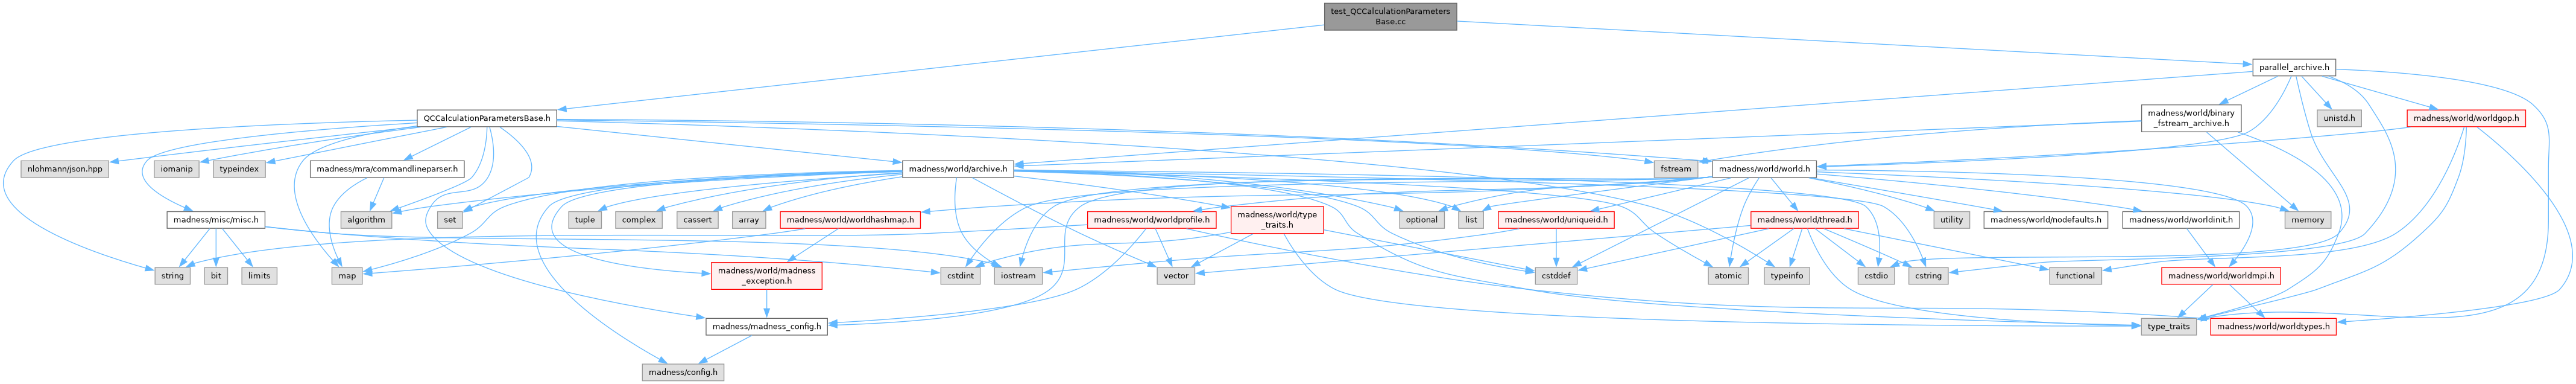 test_QCCalculationParameters
Base.cc
parallel_archive.h
QCCalculationParametersBase.h
madness/world/binary
_fstream_archive.h
unistd.h
madness/world/worldgop.h
nlohmann/json.hpp
iomanip
typeindex
madness/mra/commandlineparser.h
madness/world/archive.h
fstream
madness/world/world.h
madness/misc/misc.h
algorithm
set
tuple
complex
cassert
array
madness/world/worldhashmap.h
madness/world/worldprofile.h
madness/world/type
_traits.h
optional
list
madness/world/uniqueid.h
madness/world/thread.h
utility
madness/world/nodefaults.h
madness/world/worldinit.h
memory
string
bit
limits
map
madness/world/madness
_exception.h
cstdint
iostream
vector
cstddef
atomic
typeinfo
cstdio
cstring
functional
madness/world/worldmpi.h
madness/madness_config.h
type_traits
madness/world/worldtypes.h
madness/config.h